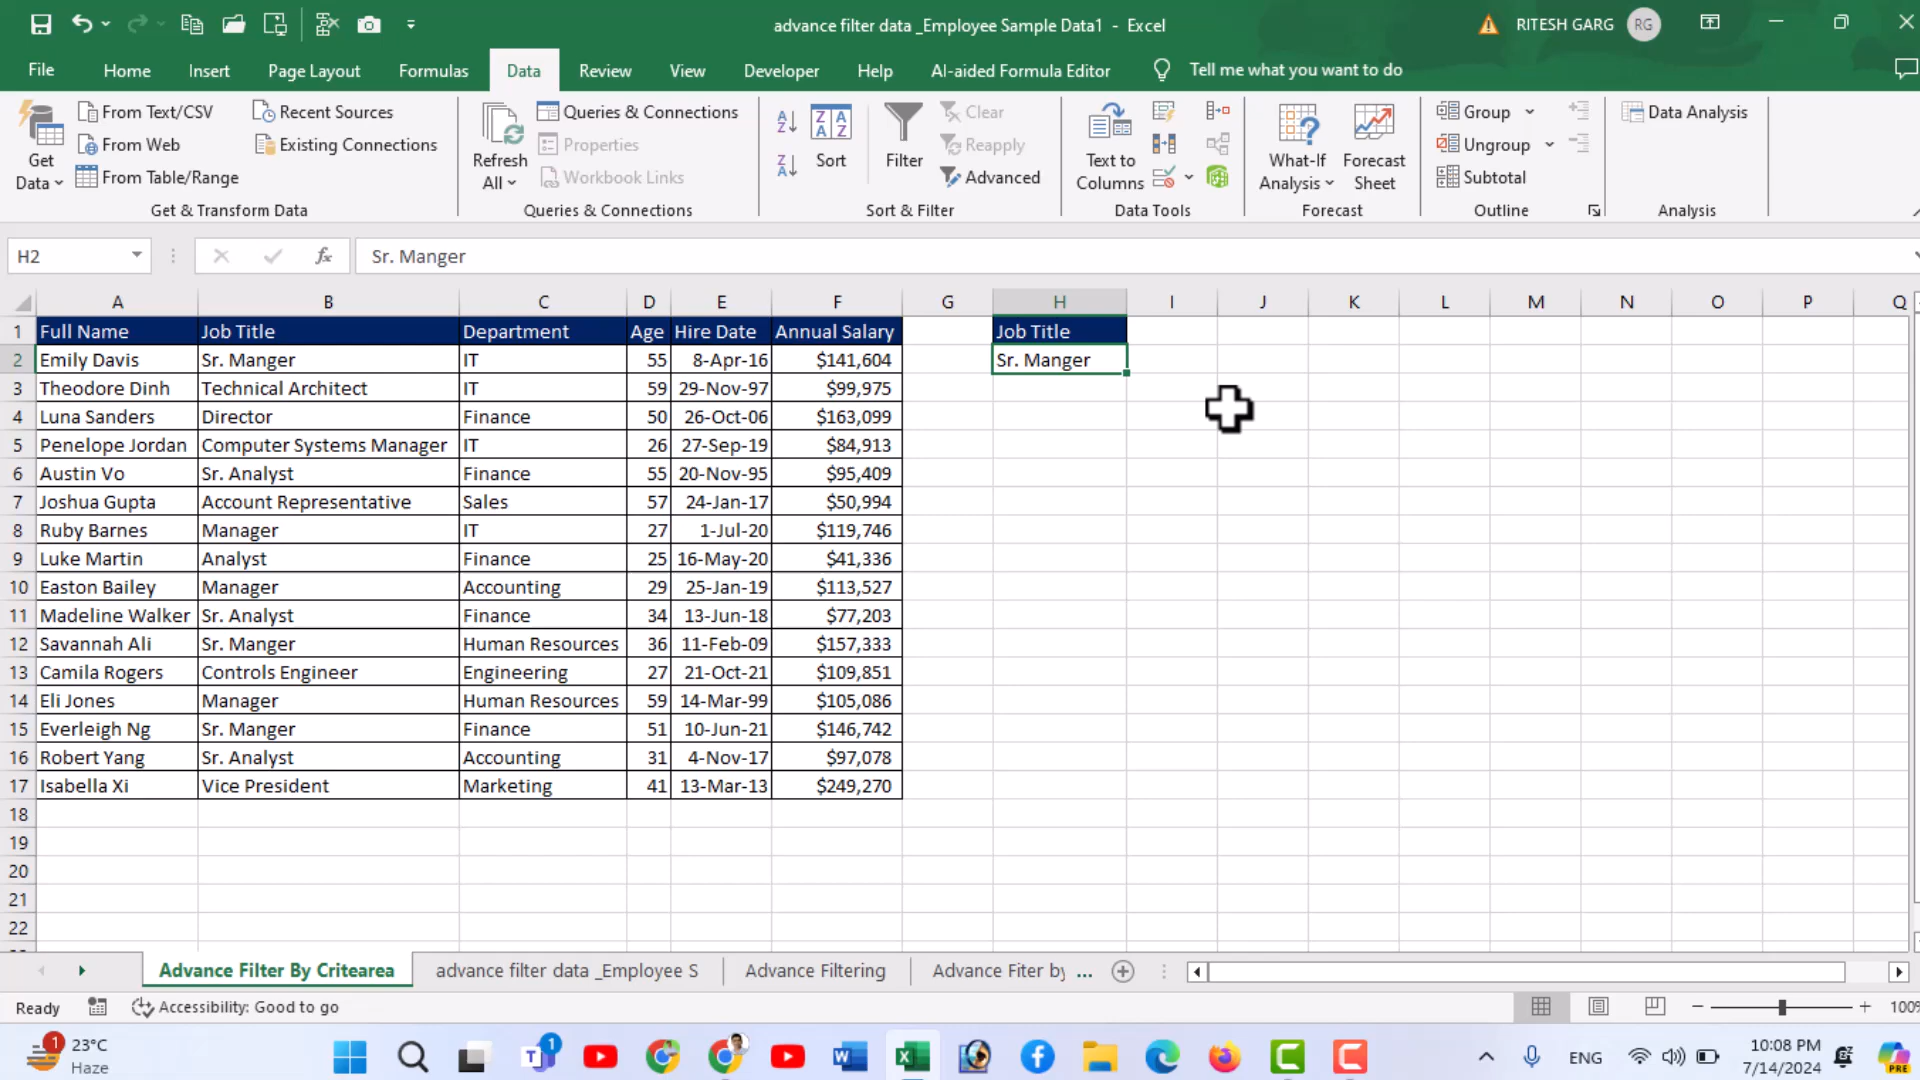 advance filter data _Employee Sample Data1 - Excel
RITESH GARG RG
File Home Insert Page Layout Formulas Data Review View Developer Help AI-aided Formula Editor Tell me what you want to do
Get Data
From Text/CSV
From Web
From Table/Range
Recent Sources
Existing Connections
Get & Transform Data
Refresh All
Queries & Connections
Properties
Workbook Links
Queries & Connections
Sort
Filter
Clear
Reapply
Advanced
Sort & Filter
Text to Columns
Data Tools
What-If Analysis
Forecast Sheet
Forecast
Group
Ungroup
Subtotal
Outline
Data Analysis
Analysis
H2 fx Sr. Manger
A B C D E F G H I J K L M N O P Q
1 Full Name Job Title Department Age Hire Date Annual Salary Job Title
2 Emily Davis Sr. Manger IT 55 8-Apr-16 $141,604 Sr. Manger
3 Theodore Dinh Technical Architect IT 59 29-Nov-97 $99,975
4 Luna Sanders Director Finance 50 26-Oct-06 $163,099
5 Penelope Jordan Computer Systems Manager IT 26 27-Sep-19 $84,913
6 Austin Vo Sr. Analyst Finance 55 20-Nov-95 $95,409
7 Joshua Gupta Account Representative Sales 57 24-Jan-17 $50,994
8 Ruby Barnes Manager IT 27 1-Jul-20 $119,746
9 Luke Martin Analyst Finance 25 16-May-20 $41,336
10 Easton Bailey Manager Accounting 29 25-Jan-19 $113,527
11 Madeline Walker Sr. Analyst Finance 34 13-Jun-18 $77,203
12 Savannah Ali Sr. Manger Human Resources 36 11-Feb-09 $157,333
13 Camila Rogers Controls Engineer Engineering 27 21-Oct-21 $109,851
14 Eli Jones Manager Human Resources 59 14-Mar-99 $105,086
15 Everleigh Ng Sr. Manger Finance 51 10-Jun-21 $146,742
16 Robert Yang Sr. Analyst Accounting 31 4-Nov-17 $97,078
17 Isabella Xi Vice President Marketing 41 13-Mar-13 $249,270
18
19
20
21
22
Advance Filter By Critearea advance filter data _Employee S Advance Filtering Advance Fiter by ...
Ready Accessibility: Good to go 100%
1 23°C
Haze
1
ENG
10:08 PM
7/14/2024
PRE